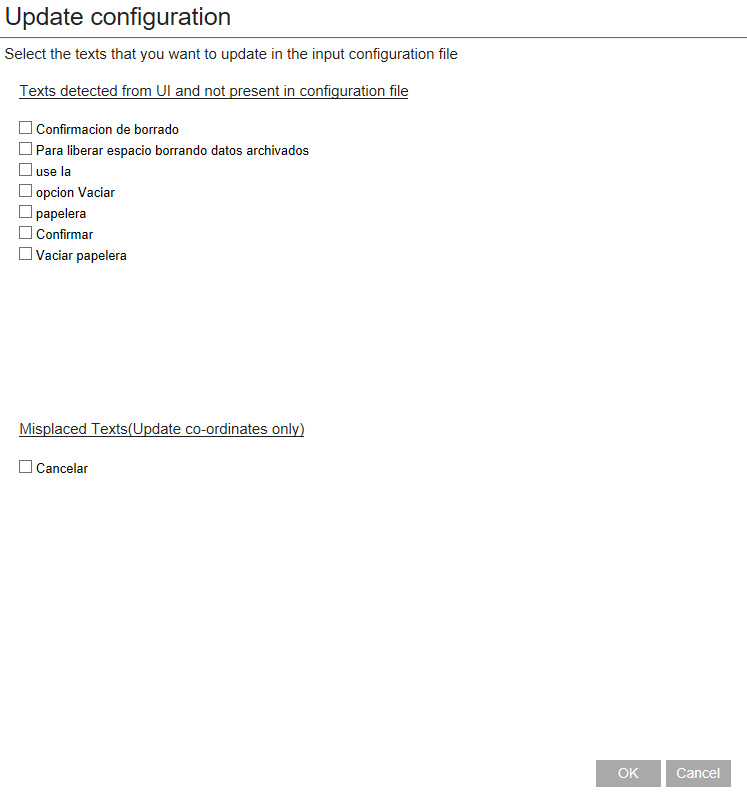 Update configuration
Select the texts that you want to update in the input configuration file
Texts detected from UI and not present in configuration file
Confirmacion de borrado
Para liberar espacio borrando datos archivados
use la
opcion Vaciar
papelera
Confirmar
Vaciar papelera
Misplaced Texts(Update co-ordinates only)
Cancelar
OK Cancel